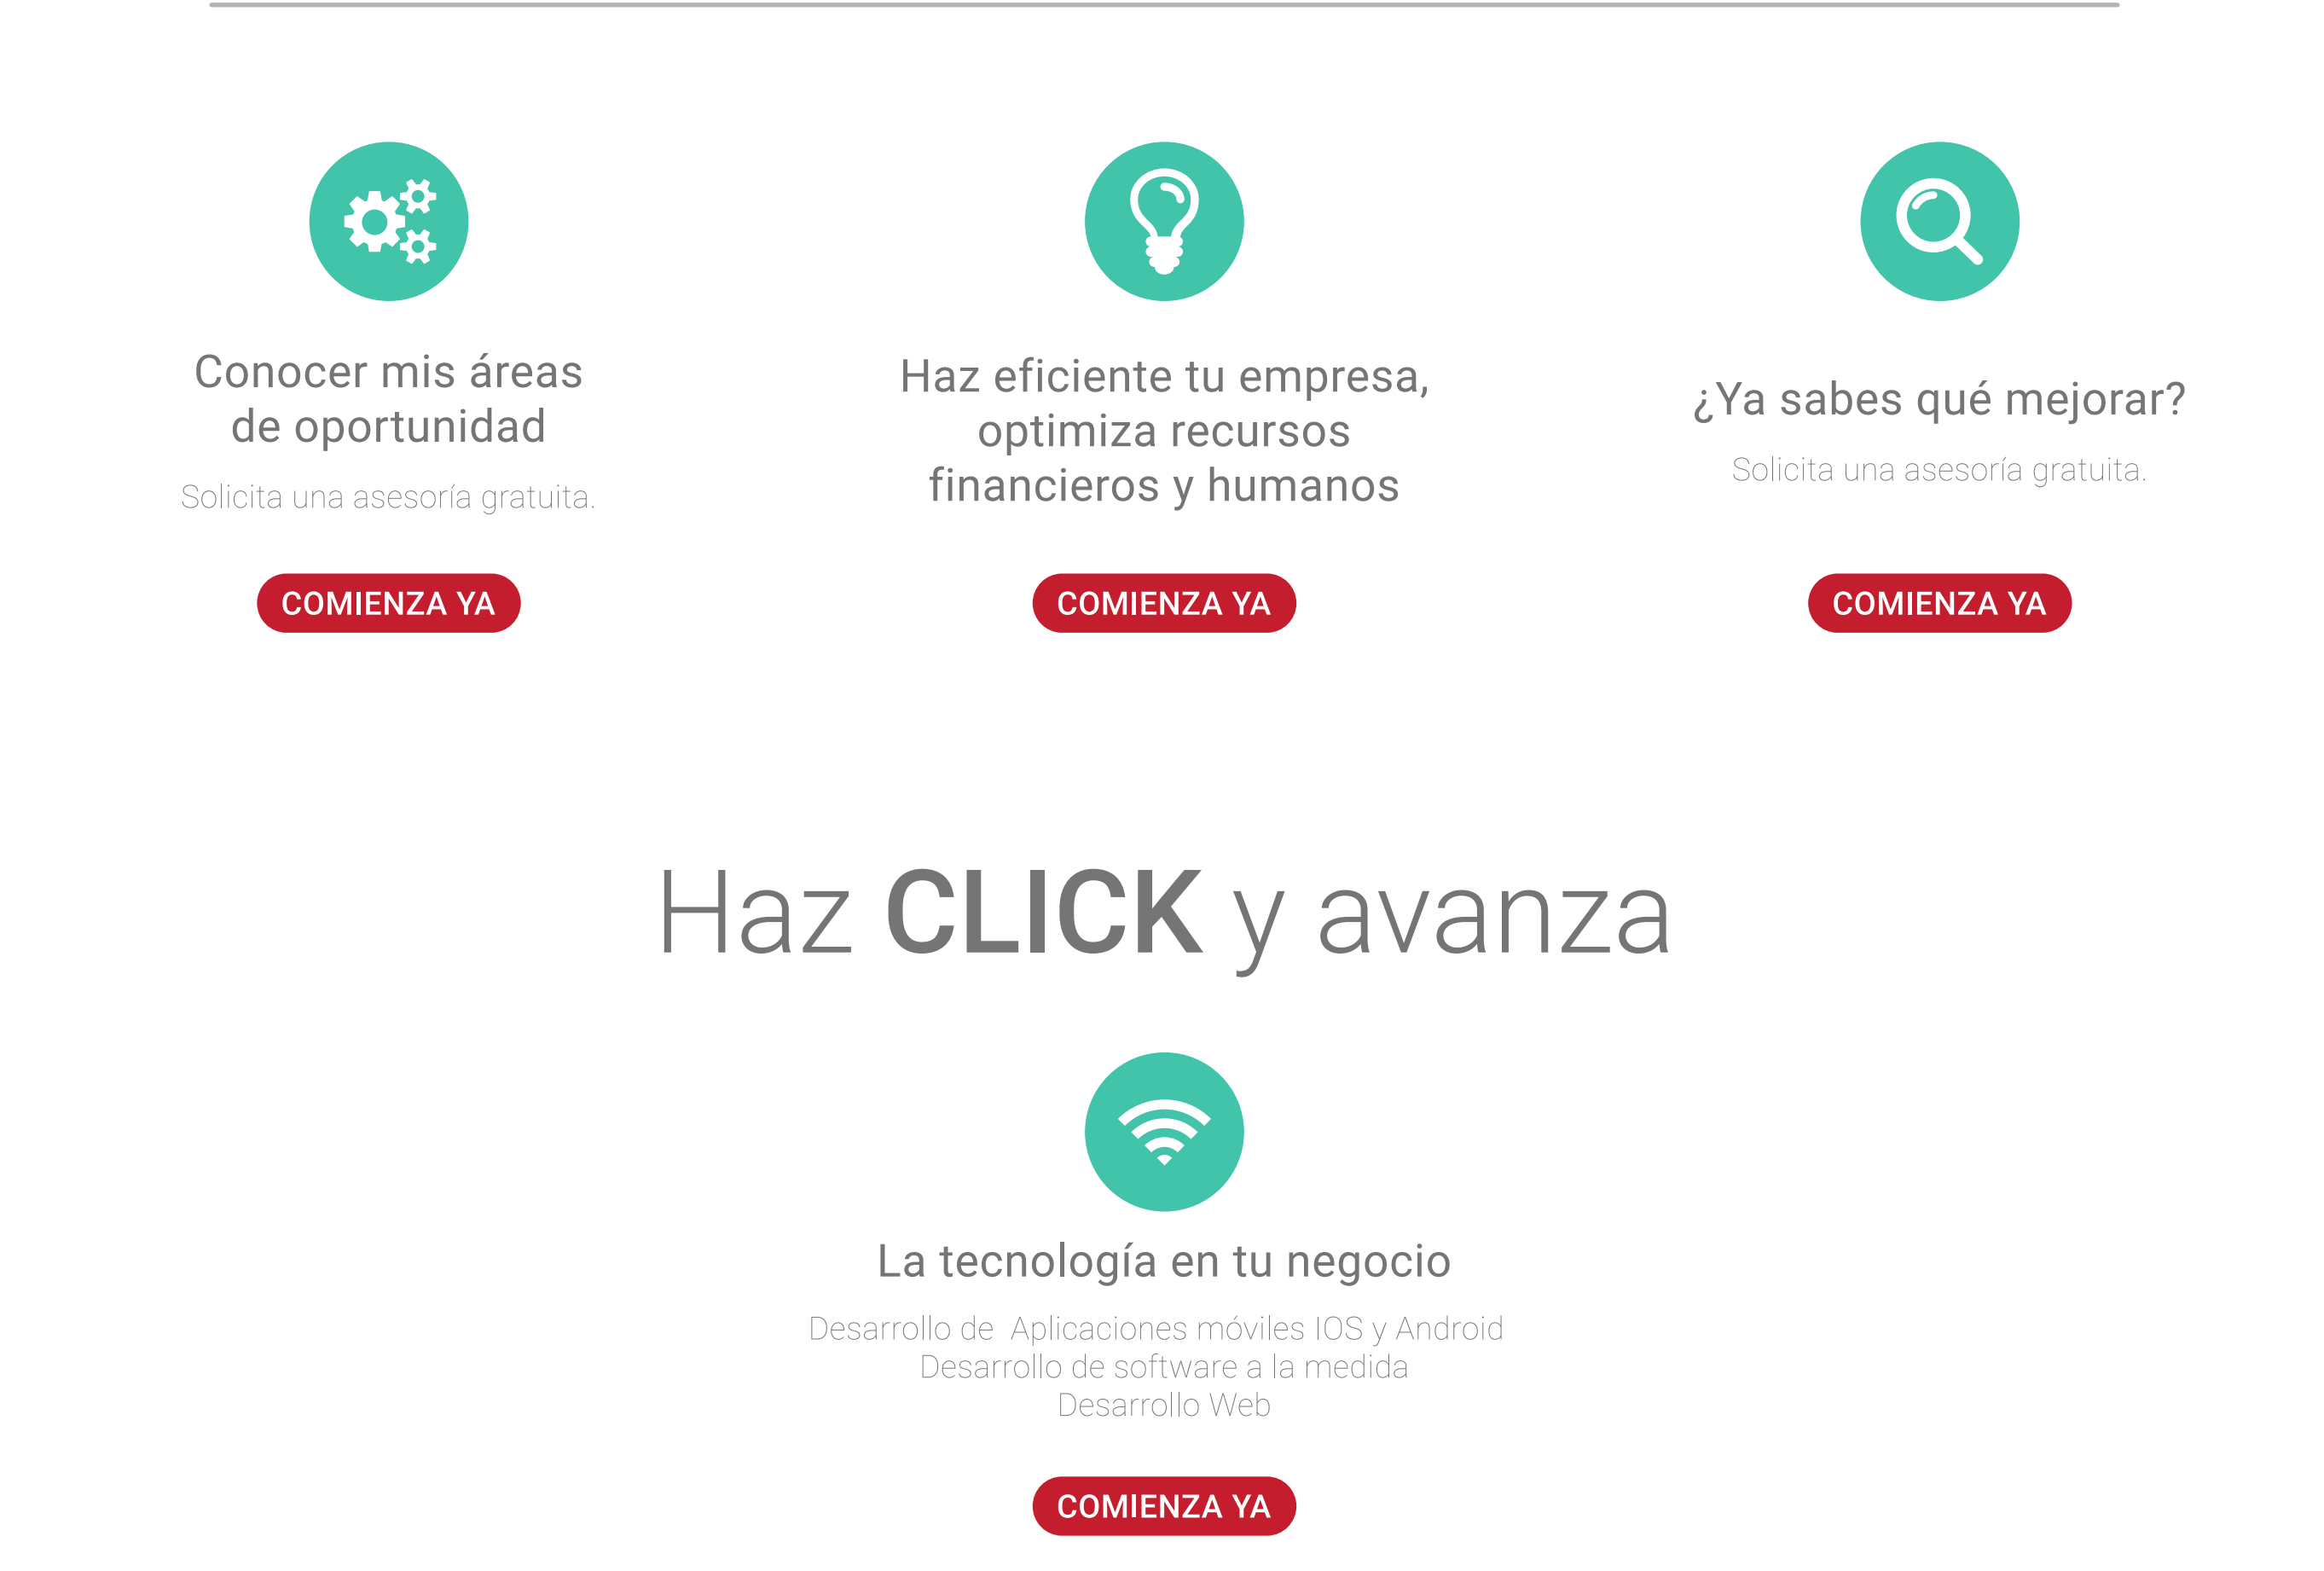 Conocer mis áreas
de oportunidad
Solicita una asesoría gratuita.
COMIENZA YA
Haz eficiente tu empresa,
optimiza recursos
financieros y humanos
COMIENZA YA
¿Ya sabes qué mejorar?
Solicita una asesoría gratuita.
COMIENZA YA
Haz CLICK y avanza
La tecnología en tu negocio
Desarrollo de Aplicaciones móviles IOS y Android
Desarrollo de software a la medida
Desarrollo Web
COMIENZA YA